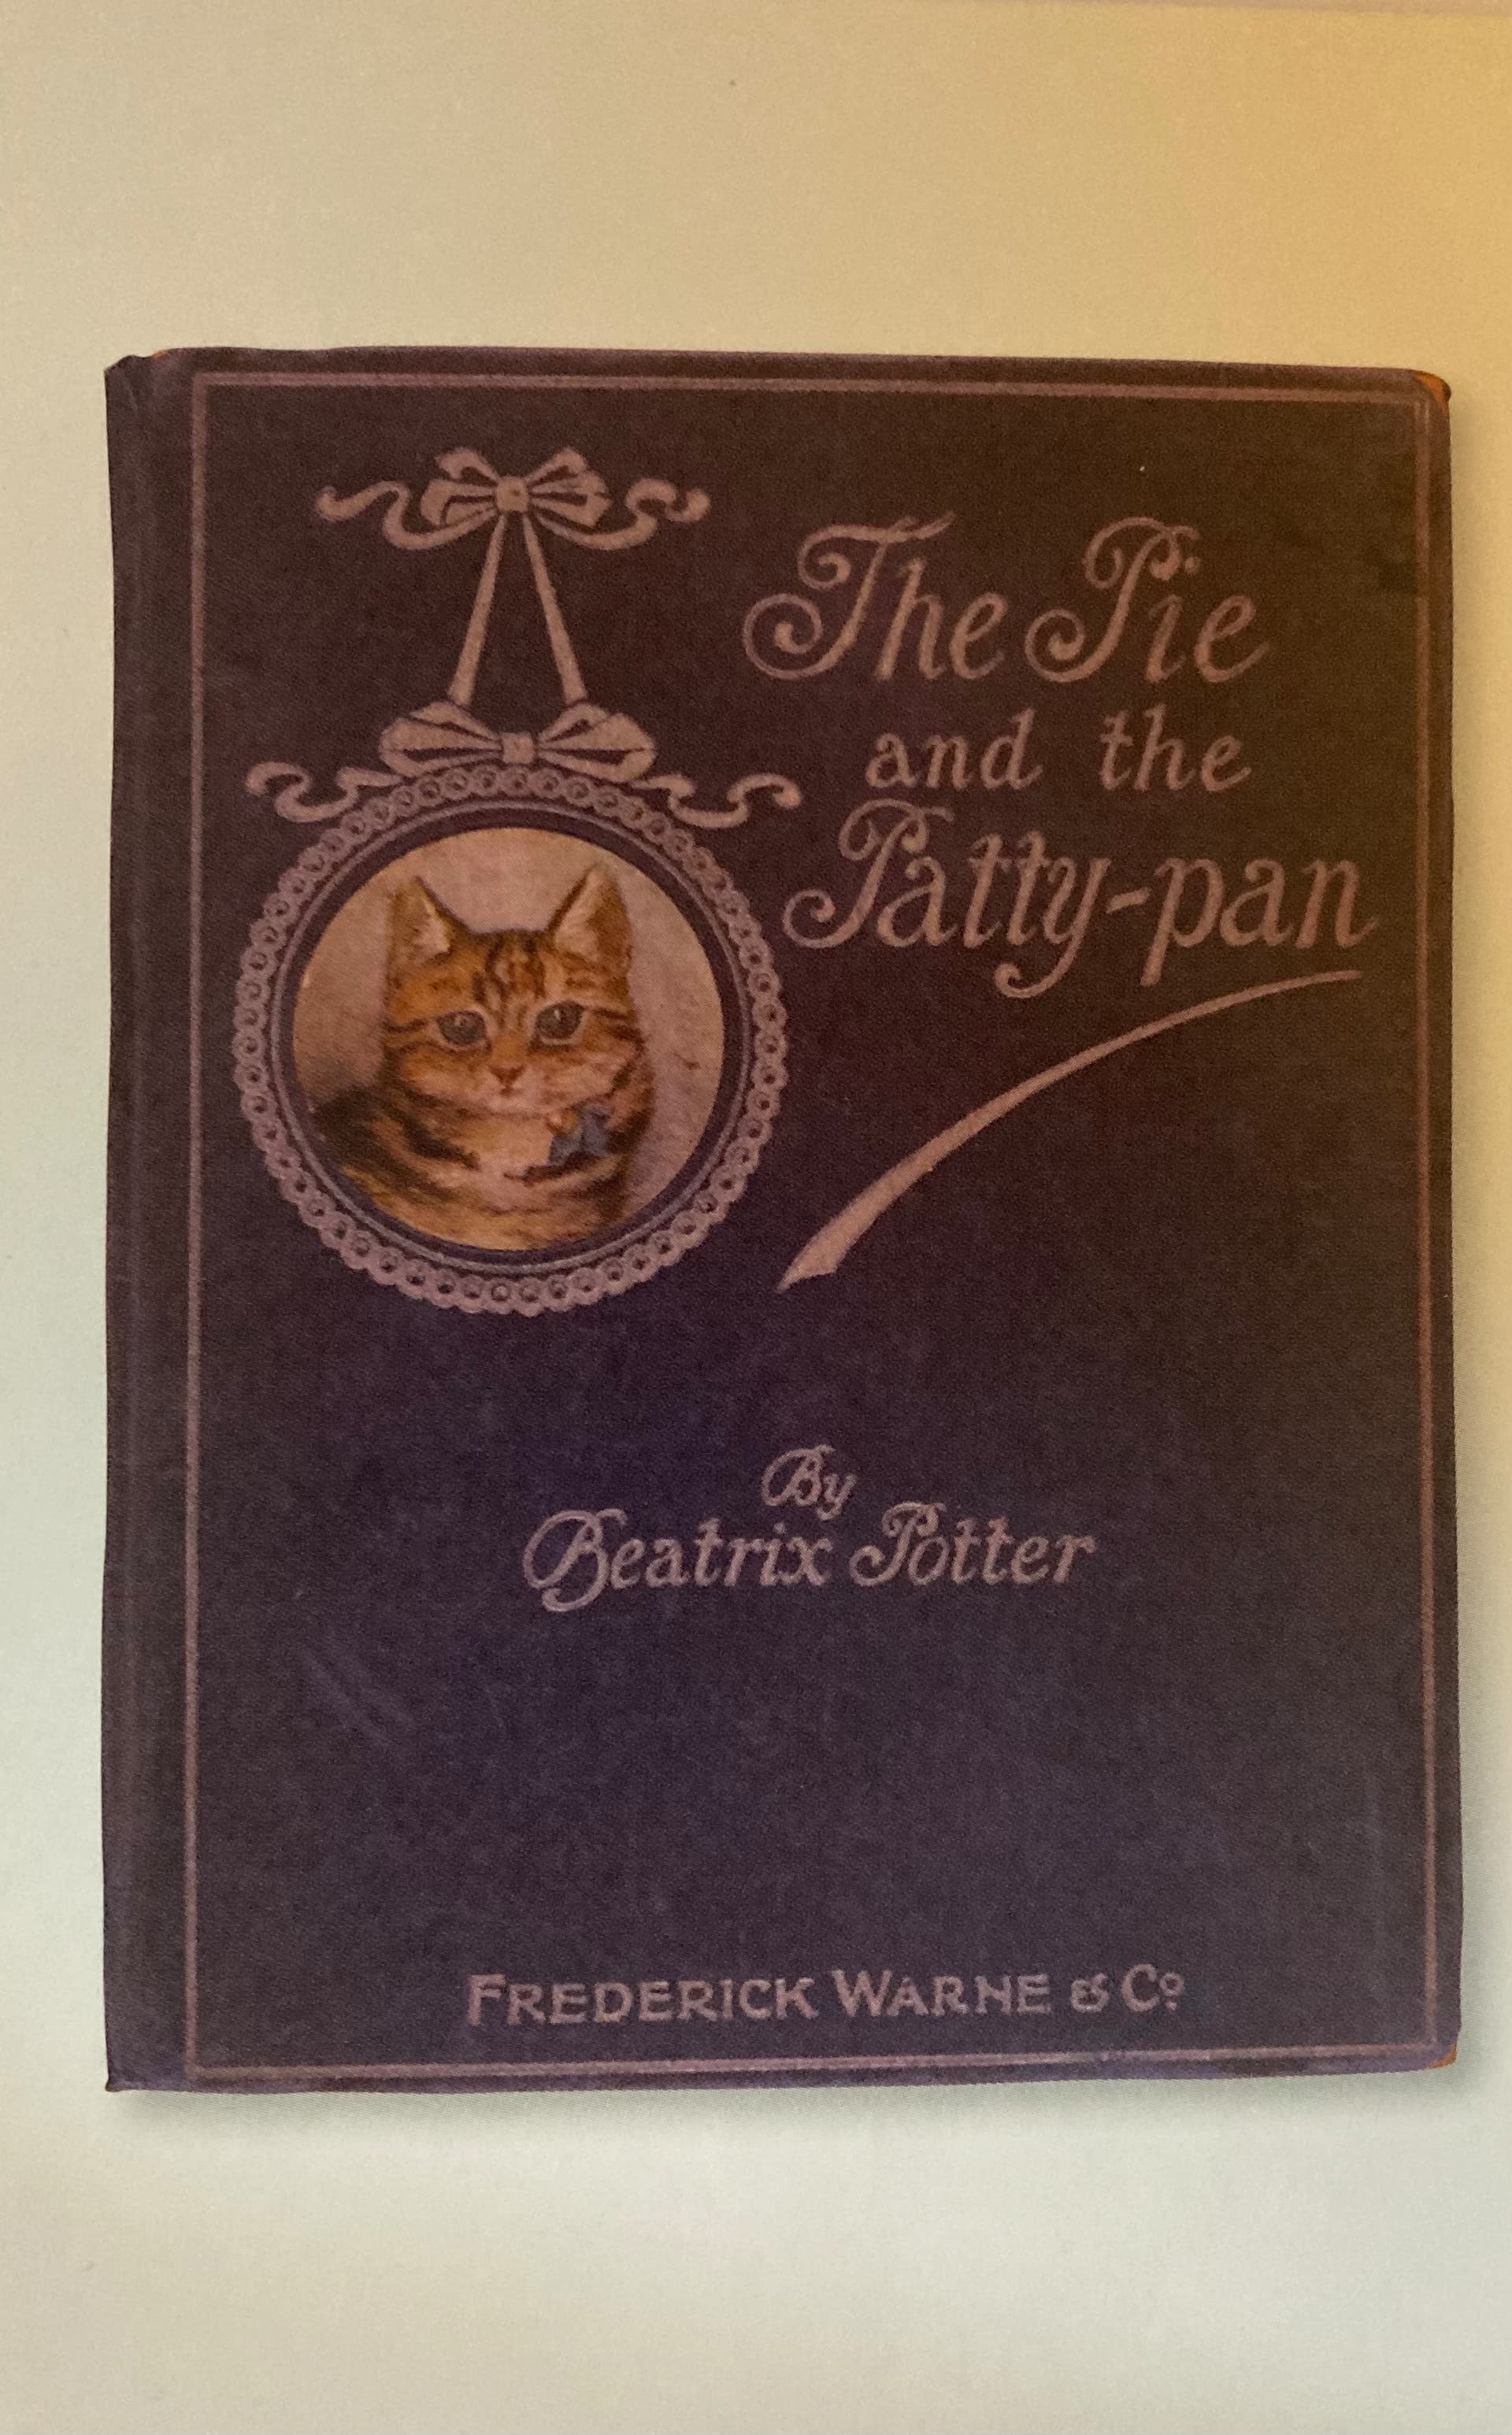 The Pie
and the
Patty-pan
By
Beatrix Potter
FREDERICK WARNE & Cº